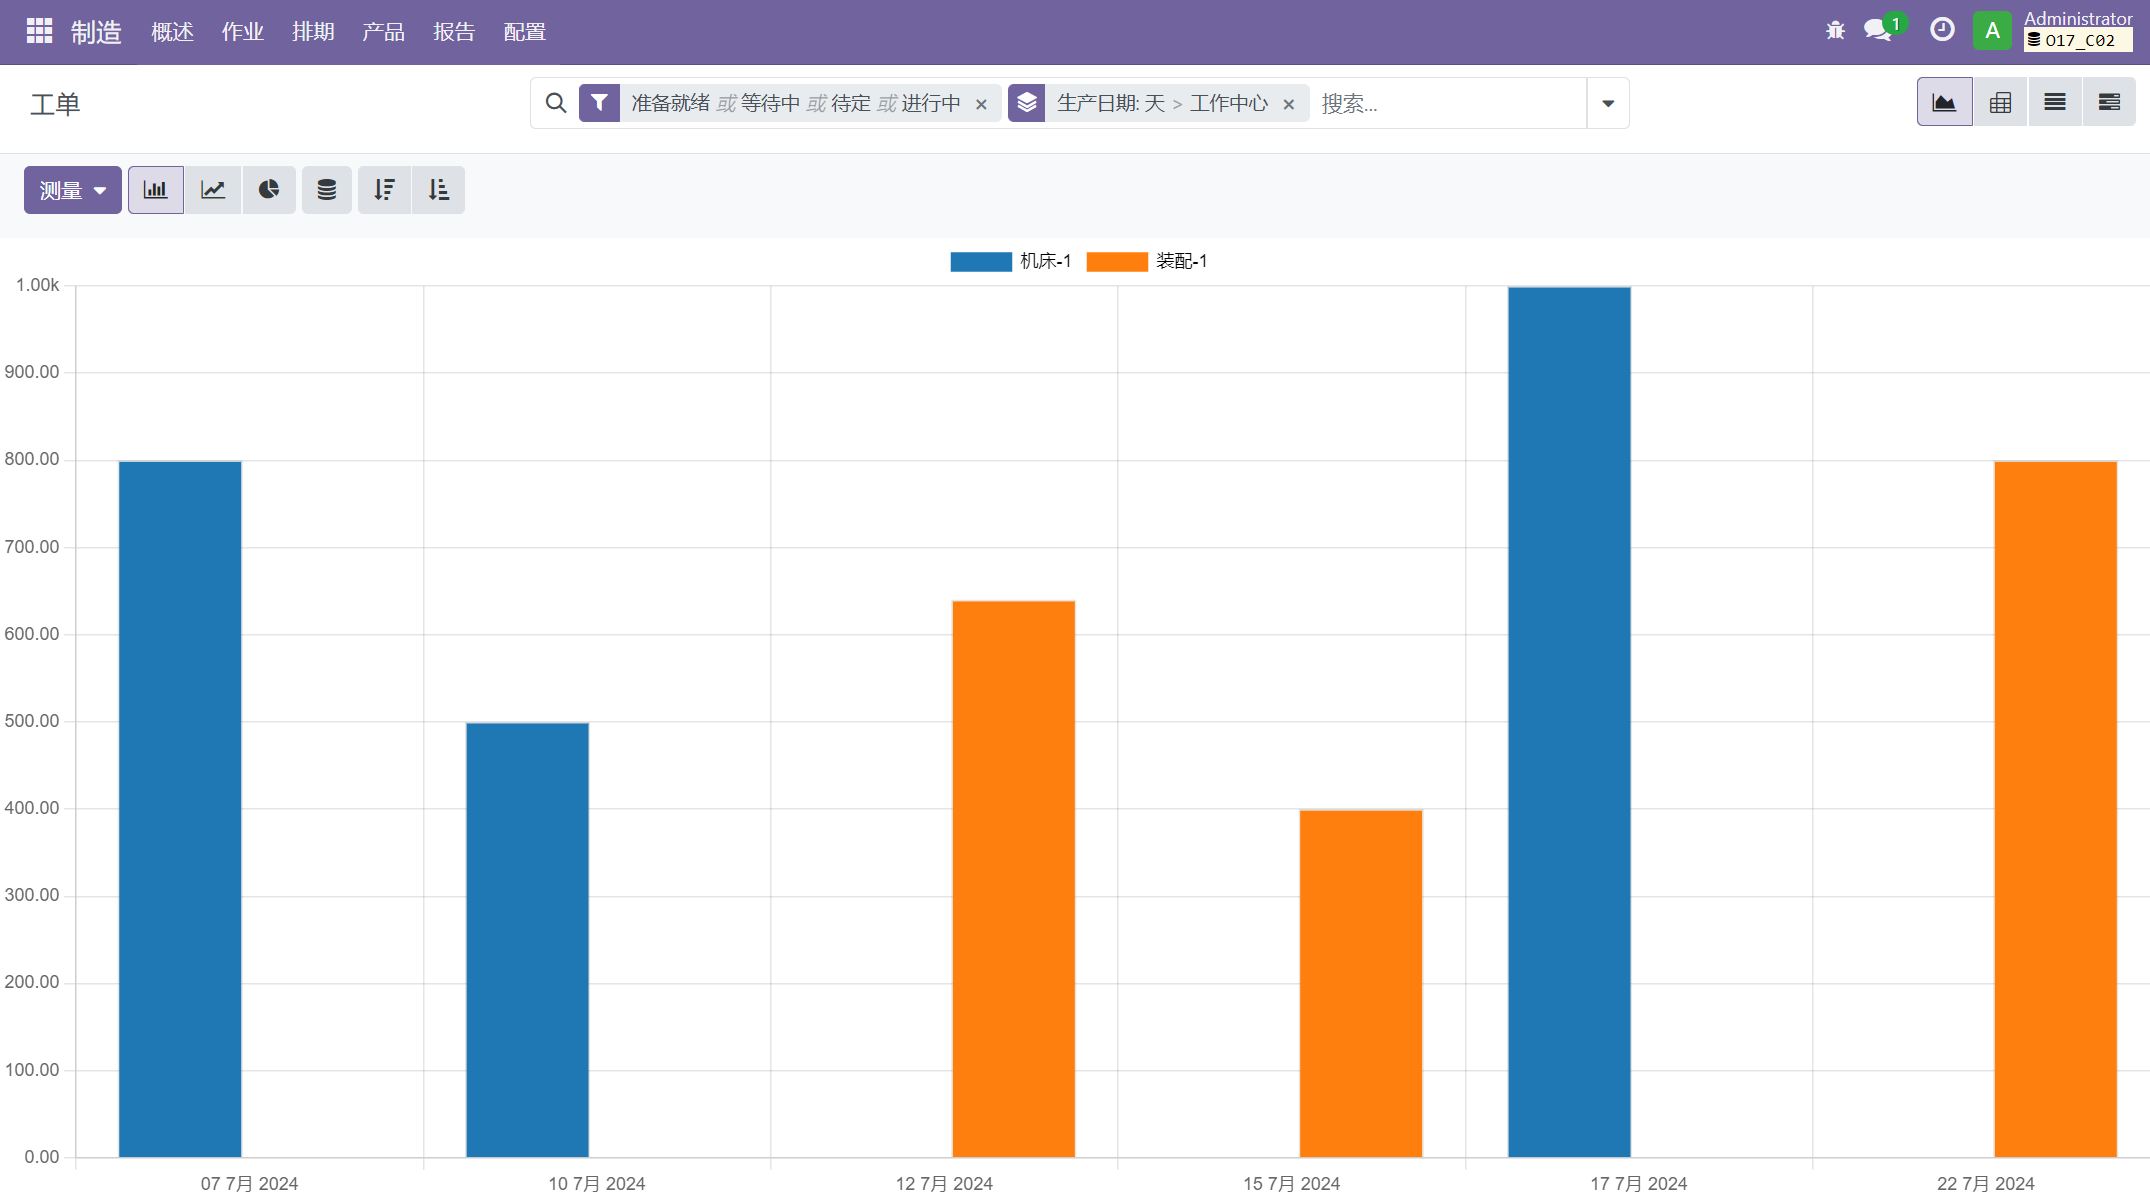 制造 概述 作业 排期 产品 报告 配置 1 A Administrator
O17_C02
工单 准备就绪 或 等待中 或 待定 或 进行中 × 生产日期: 天 > 工作中心 × 搜索...
测量
机床-1 装配-1
1.00k
900.00
800.00
700.00
600.00
500.00
400.00
300.00
200.00
100.00
0.00
07 7月 2024 10 7月 2024 12 7月 2024 15 7月 2024 17 7月 2024 22 7月 2024